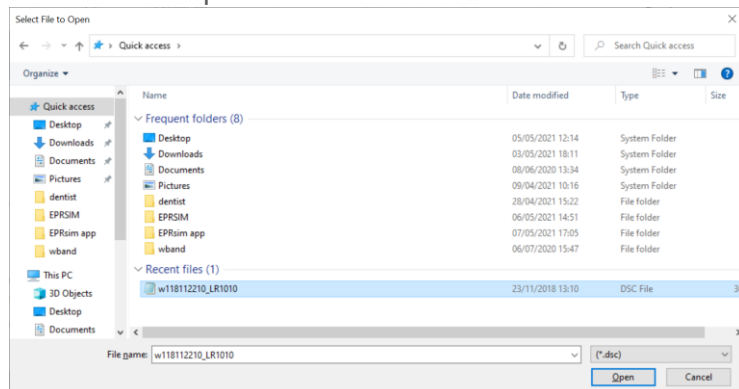 Select File to Open
Quick access
Search Quick access
Organize
Name Date modified Type Size
Quick access
Desktop
Downloads
Documents
Pictures
dentist
EPRSIM
EPRsim app
wband
This PC
3D Objects
Desktop
Documents
Frequent folders (8)
Desktop 05/05/2021 12:14 System Folder
Downloads 03/05/2021 18:11 System Folder
Documents 08/06/2020 13:34 System Folder
Pictures 09/04/2021 10:16 System Folder
dentist 28/04/2021 15:22 File folder
EPRSIM 06/05/2021 14:51 File folder
EPRsim app 07/05/2021 17:05 File folder
wband 06/07/2020 15:47 File folder
Recent files (1)
w118112210_LR1010 23/11/2018 13:10 DSC File
File name: w118112210_LR1010 (*.dsc)
Open Cancel